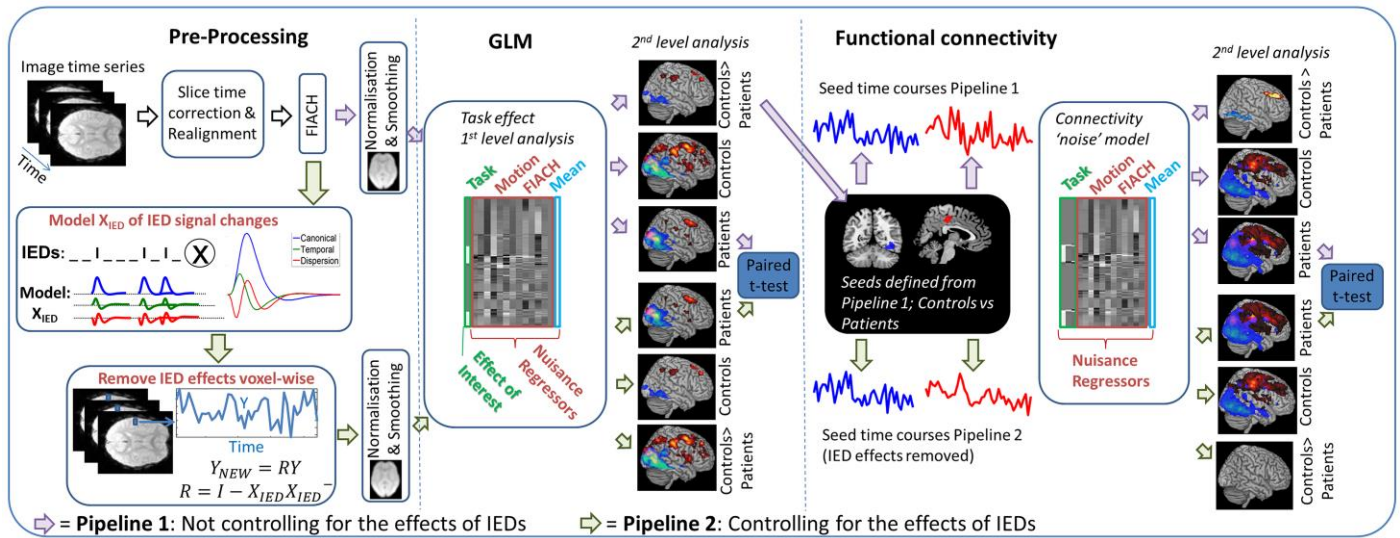 Pre-Processing
Image time series
Time
Slice time
correction &
Realignment
FIACH
Normalisation
& Smoothing
Model X_IED of IED signal changes
IEDs: _ _ I _ _ _ I _ I _ X
Model:
X_IED
Canonical
Temporal
Dispersion
Remove IED effects voxel-wise
Y
Time
Y_NEW = RY
R = I − X_IED X_IED⁻
Normalisation
& Smoothing
GLM
Task effect
1st level analysis
Task
Motion
FIACH
Mean
Effect of
Interest
Nuisance
Regressors
2nd level analysis
Controls>
Patients
Controls
Patients
Paired
t-test
Patients
Controls
Controls>
Patients
Functional connectivity
Seed time courses Pipeline 1
Seeds defined from
Pipeline 1; Controls vs
Patients
Seed time courses Pipeline 2
(IED effects removed)
Connectivity
‘noise’ model
Task
Motion
FIACH
Mean
Nuisance
Regressors
2nd level analysis
Controls >
Patients
Controls
Patients
Paired
t-test
Patients
Controls
Controls>
Patients
= Pipeline 1: Not controlling for the effects of IEDs
= Pipeline 2: Controlling for the effects of IEDs